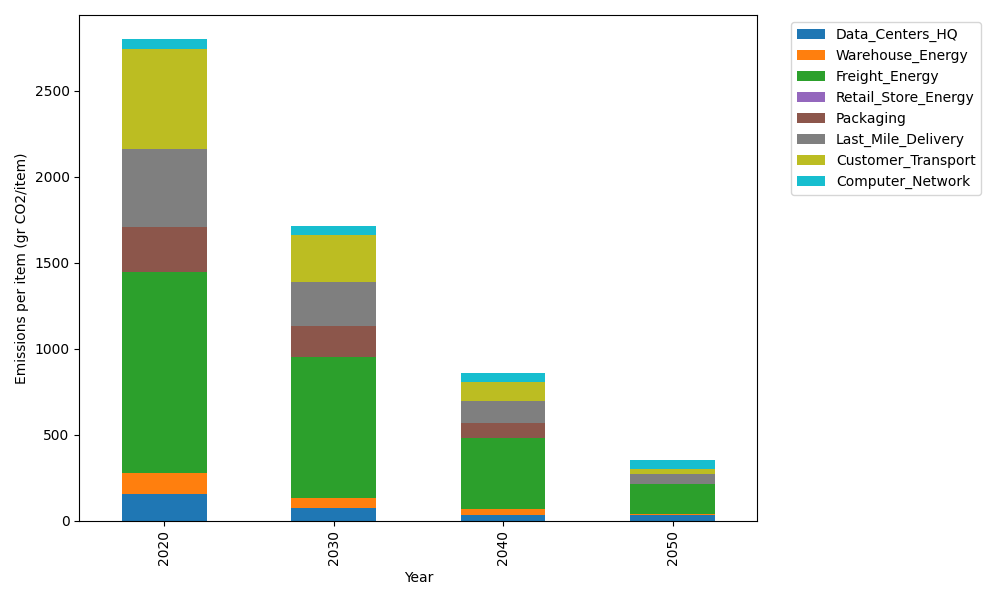 Emissions per item (gr CO2/item)
2500
2000
1500
1000
500
0
2020
2030
2040
2050
Year
Data_Centers_HQ
Warehouse_Energy
Freight_Energy
Retail_Store_Energy
Packaging
Last_Mile_Delivery
Customer_Transport
Computer_Network